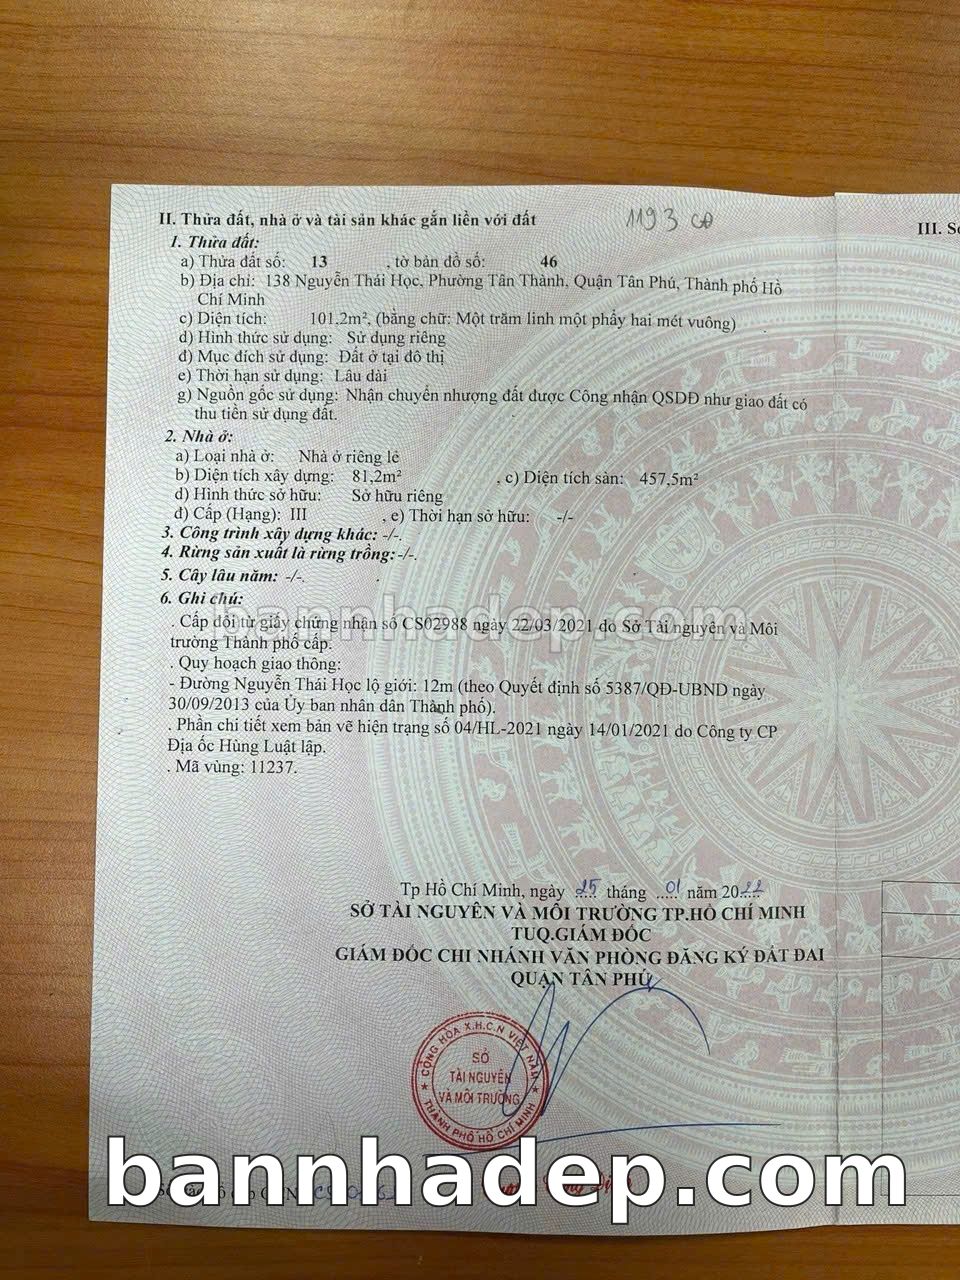 II. Thửa đất, nhà ở và tài sản khác gắn liền với đất
1193 CĐ
III. Sơ
1. Thửa đất:
a) Thửa đất số: 13 , tờ bản đồ số: 46
b) Địa chỉ: 138 Nguyễn Thái Học, Phường Tân Thành, Quận Tân Phú, Thành phố Hồ
Chí Minh
c) Diện tích: 101,2m², (bằng chữ: Một trăm linh một phẩy hai mét vuông)
d) Hình thức sử dụng: Sử dụng riêng
đ) Mục đích sử dụng: Đất ở tại đô thị
e) Thời hạn sử dụng: Lâu dài
g) Nguồn gốc sử dụng: Nhận chuyển nhượng đất được Công nhận QSDĐ như giao đất có
thu tiền sử dụng đất.
2. Nhà ở:
a) Loại nhà ở: Nhà ở riêng lẻ
b) Diện tích xây dựng: 81,2m² , c) Diện tích sàn: 457,5m²
d) Hình thức sở hữu: Sở hữu riêng
đ) Cấp (Hạng): III , e) Thời hạn sở hữu: -/-
3. Công trình xây dựng khác: -/-.
4. Rừng sản xuất là rừng trồng: -/-.
5. Cây lâu năm: -/-.
6. Ghi chú:
bannhadep.com
. Cấp đổi từ giấy chứng nhận số CS02988 ngày 22/03/2021 do Sở Tài nguyên và Môi
trường Thành phố cấp.
. Quy hoạch giao thông:
- Đường Nguyễn Thái Học lộ giới: 12m (theo Quyết định số 5387/QĐ-UBND ngày
30/09/2013 của Ủy ban nhân dân Thành phố).
. Phần chi tiết xem bản vẽ hiện trạng số 04/HL-2021 ngày 14/01/2021 do Công ty CP
Địa ốc Hùng Luật lập.
. Mã vùng: 11237.
Tp Hồ Chí Minh, ngày 25 tháng 01 năm 2022
SỞ TÀI NGUYÊN VÀ MÔI TRƯỜNG TP.HỒ CHÍ MINH
TUQ.GIÁM ĐỐC
GIÁM ĐỐC CHI NHÁNH VĂN PHÒNG ĐĂNG KÝ ĐẤT ĐAI
QUẬN TÂN PHÚ
CỘNG HÒA X.H.C.N VIỆT NAM
SỞ
TÀI NGUYÊN
VÀ MÔI TRƯỜNG
THÀNH PHỐ HỒ CHÍ MINH
bannhadep.com